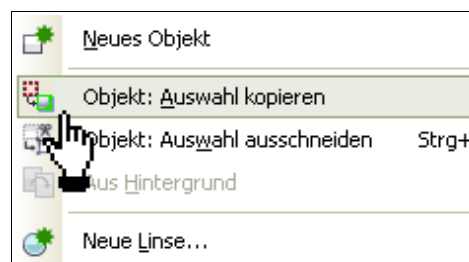 Neues Objekt
Objekt: Auswahl kopieren
Objekt: Auswahl ausschneiden Strg+
Aus Hintergrund
Neue Linse...